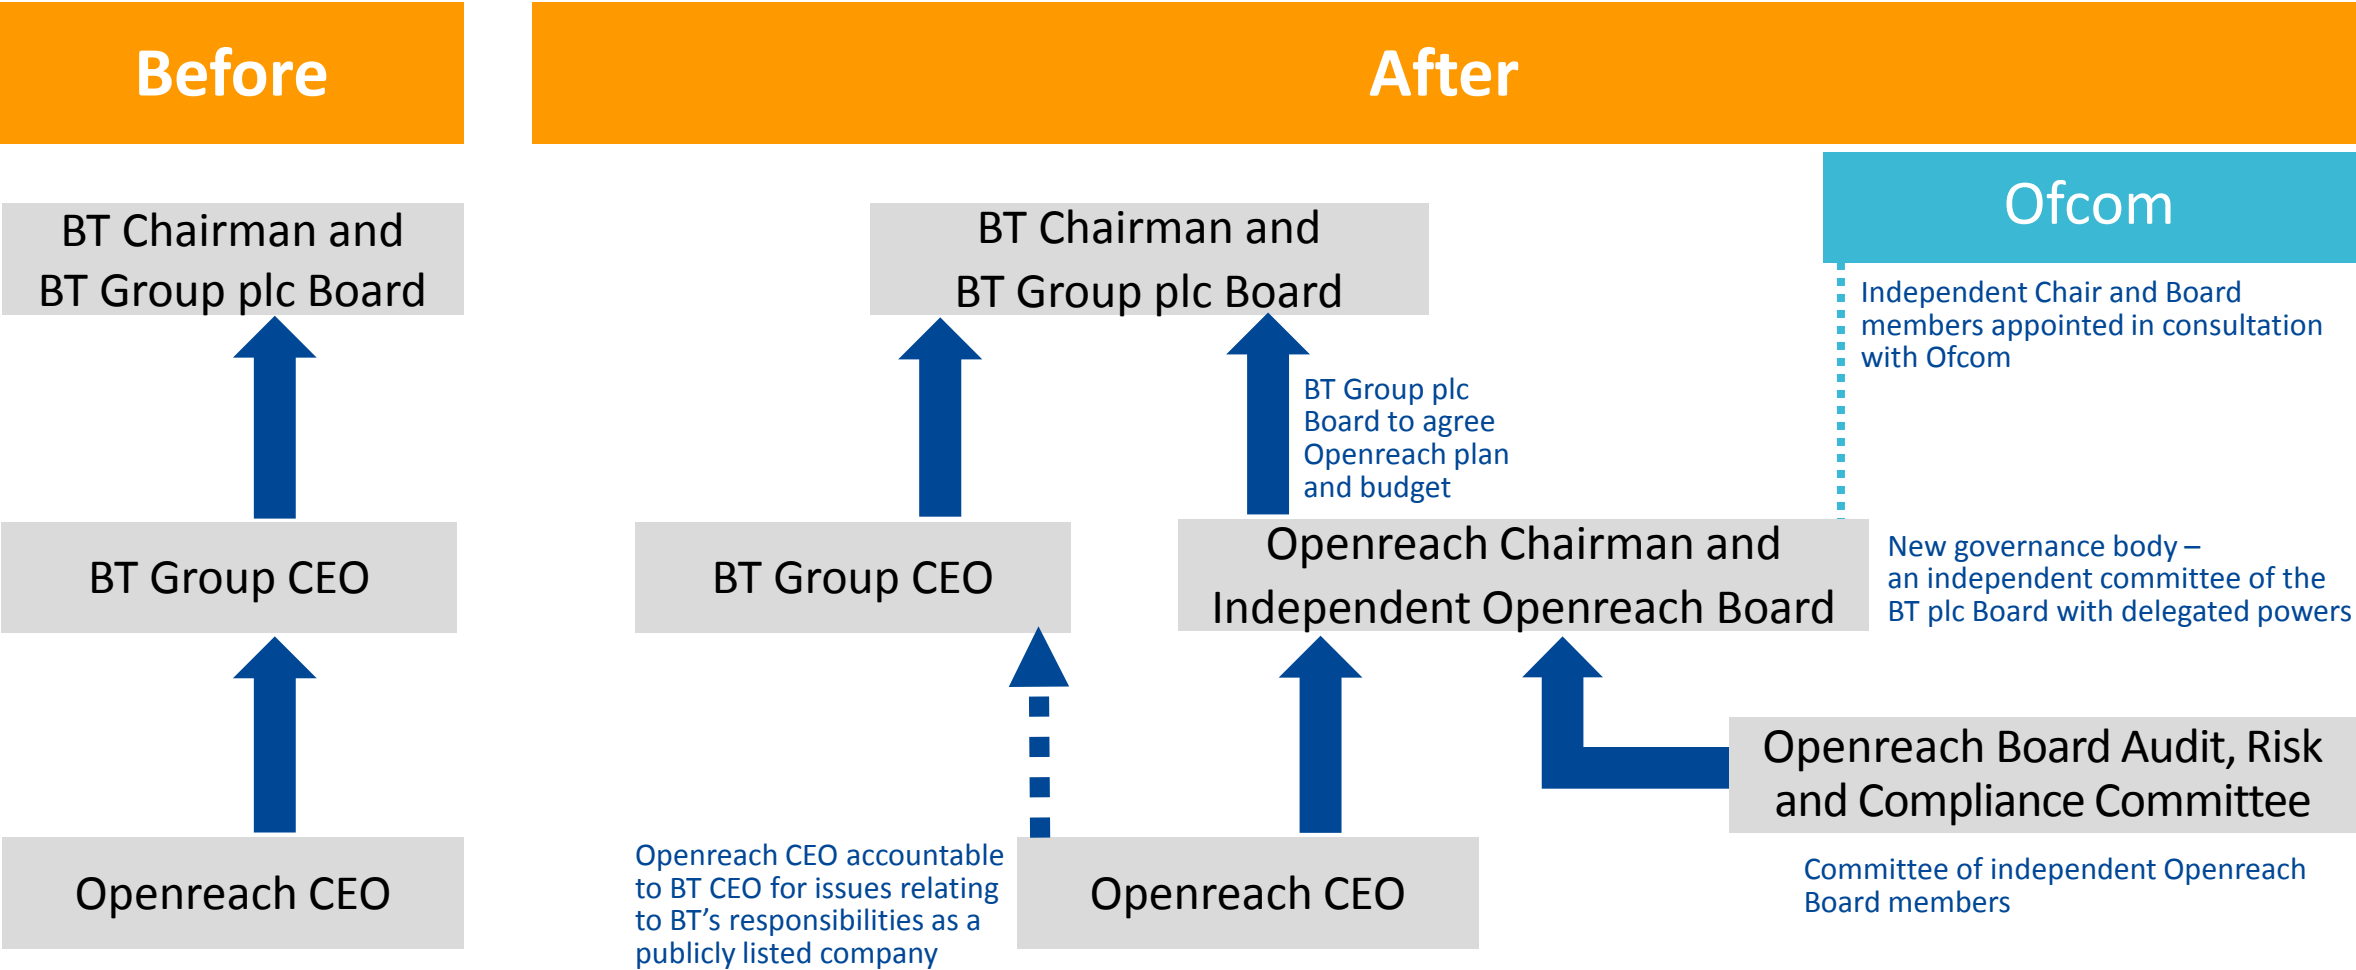 Before
After
BT Chairman and
BT Group plc Board
BT Group CEO
Openreach CEO
BT Chairman and
BT Group plc Board
Ofcom
Independent Chair and Board
members appointed in consultation
with Ofcom
BT Group plc
Board to agree
Openreach plan
and budget
BT Group CEO
Openreach Chairman and
Independent Openreach Board
New governance body –
an independent committee of the
BT plc Board with delegated powers
Openreach Board Audit, Risk
and Compliance Committee
Committee of independent Openreach
Board members
Openreach CEO accountable
to BT CEO for issues relating
to BT’s responsibilities as a
publicly listed company
Openreach CEO